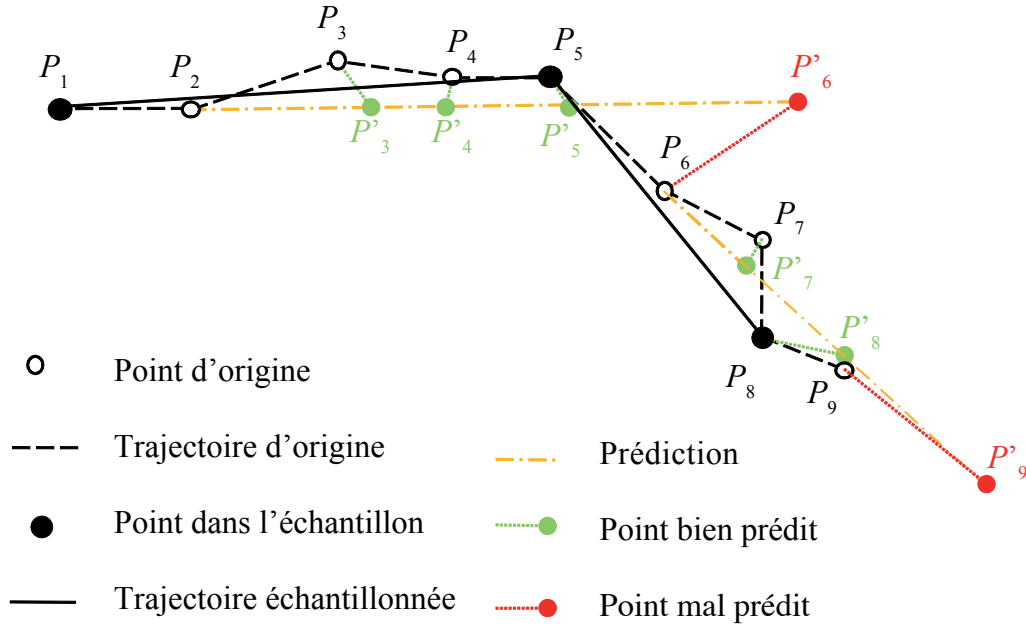 P1
P2
P3
P4
P5
P'6
P'3
P'4
P'5
P6
P7
P'7
P'8
P8
P9
P'9
Point d'origine
Trajectoire d'origine
Point dans l'échantillon
Trajectoire échantillonnée
Prédiction
Point bien prédit
Point mal prédit